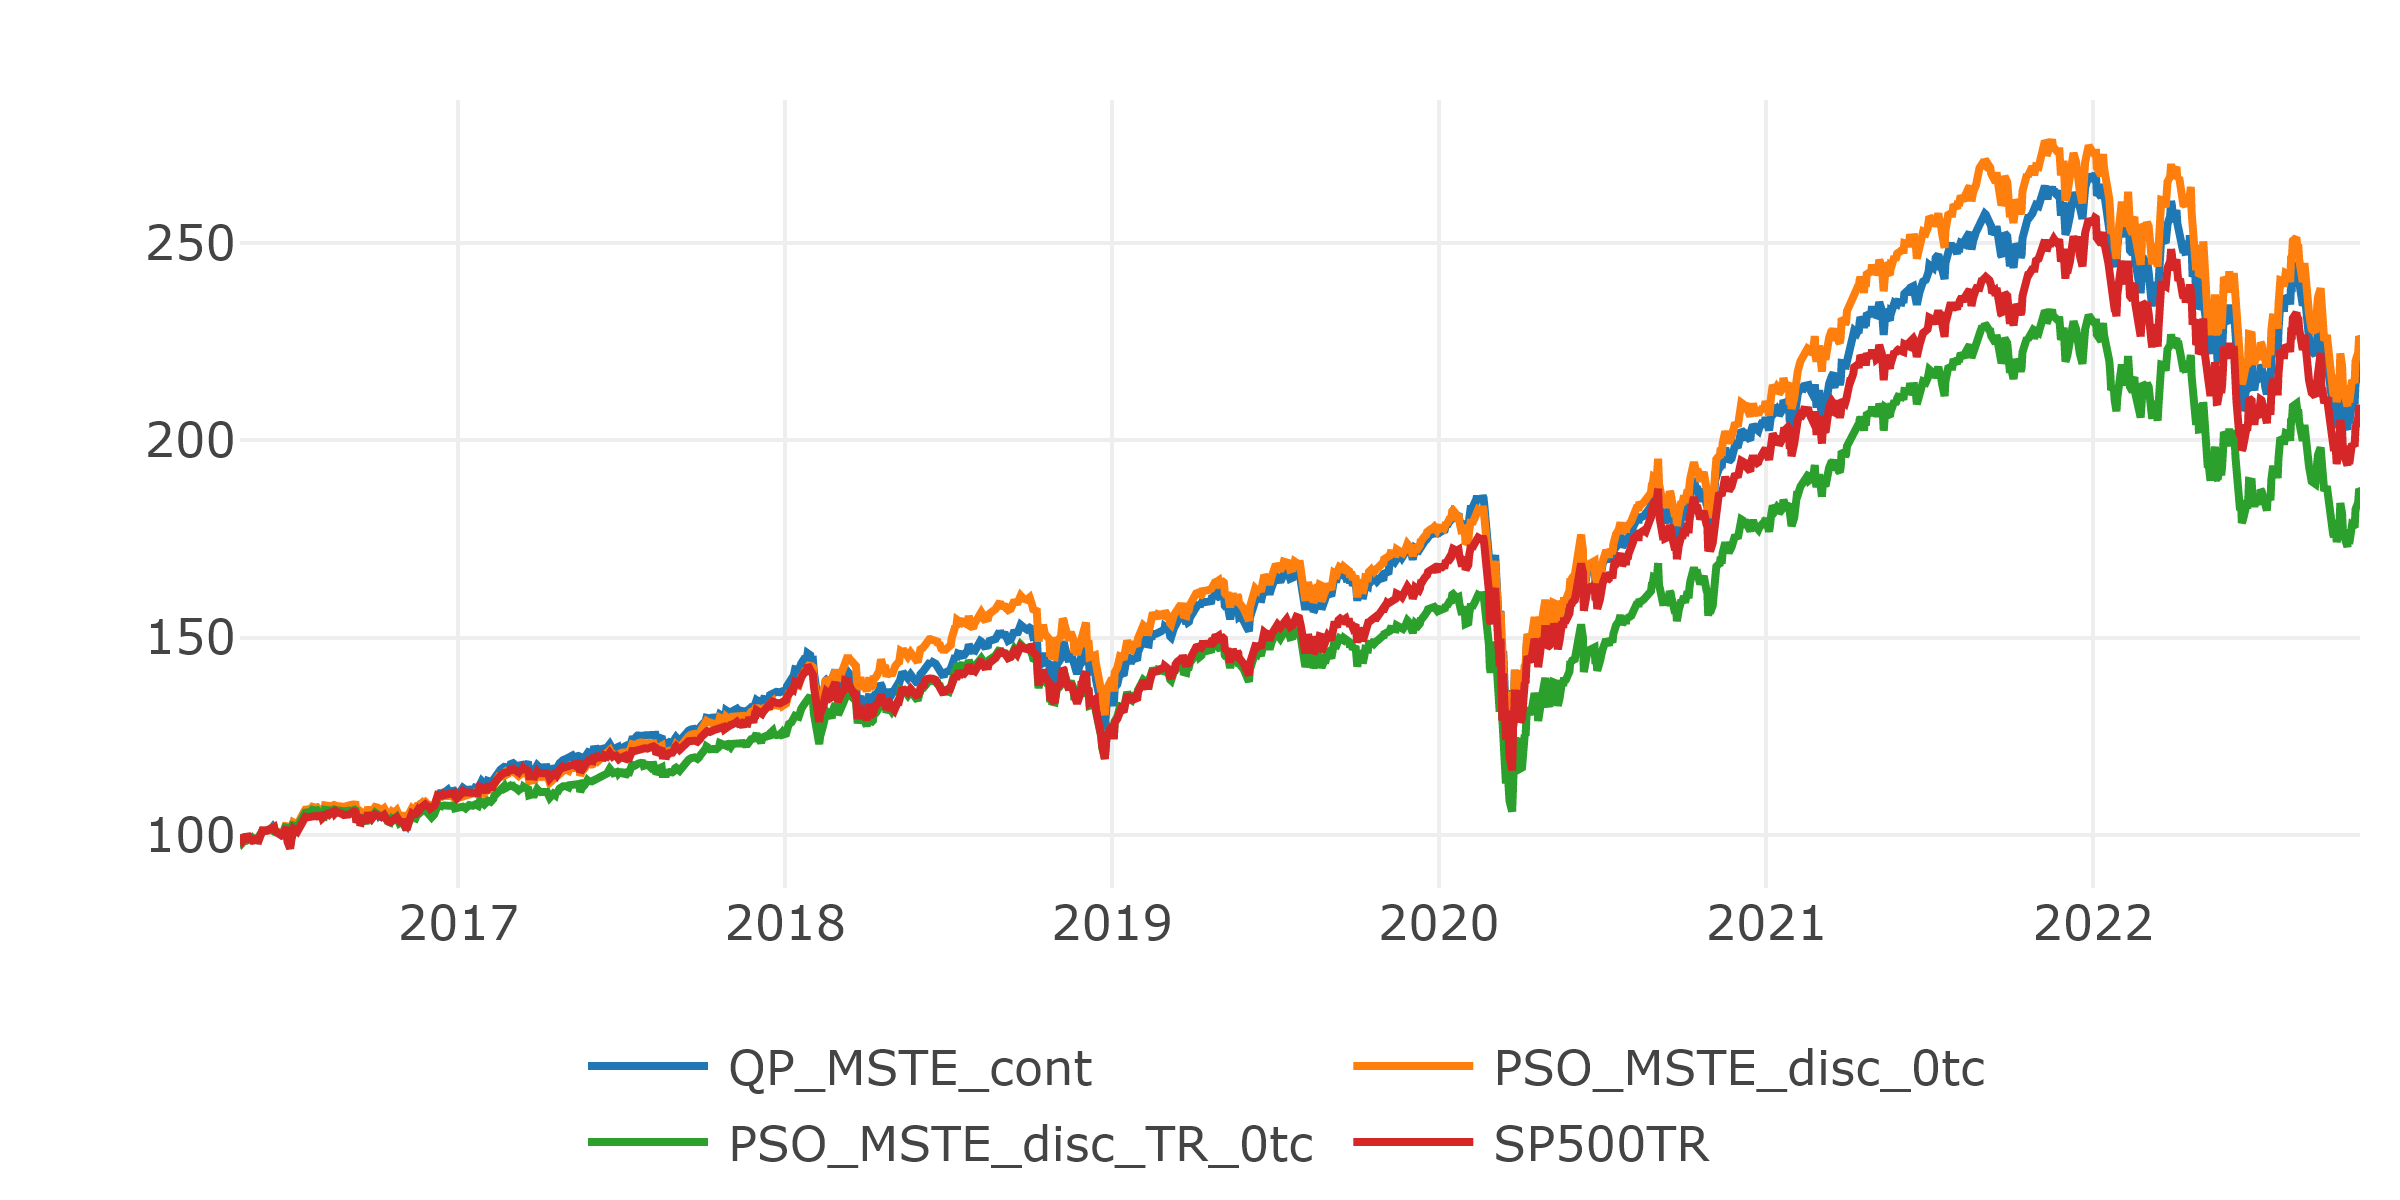 250
200
150
100
2017 2018 2019 2020 2021 2022
QP_MSTE_cont PSO_MSTE_disc_0tc
PSO_MSTE_disc_TR_0tc SP500TR